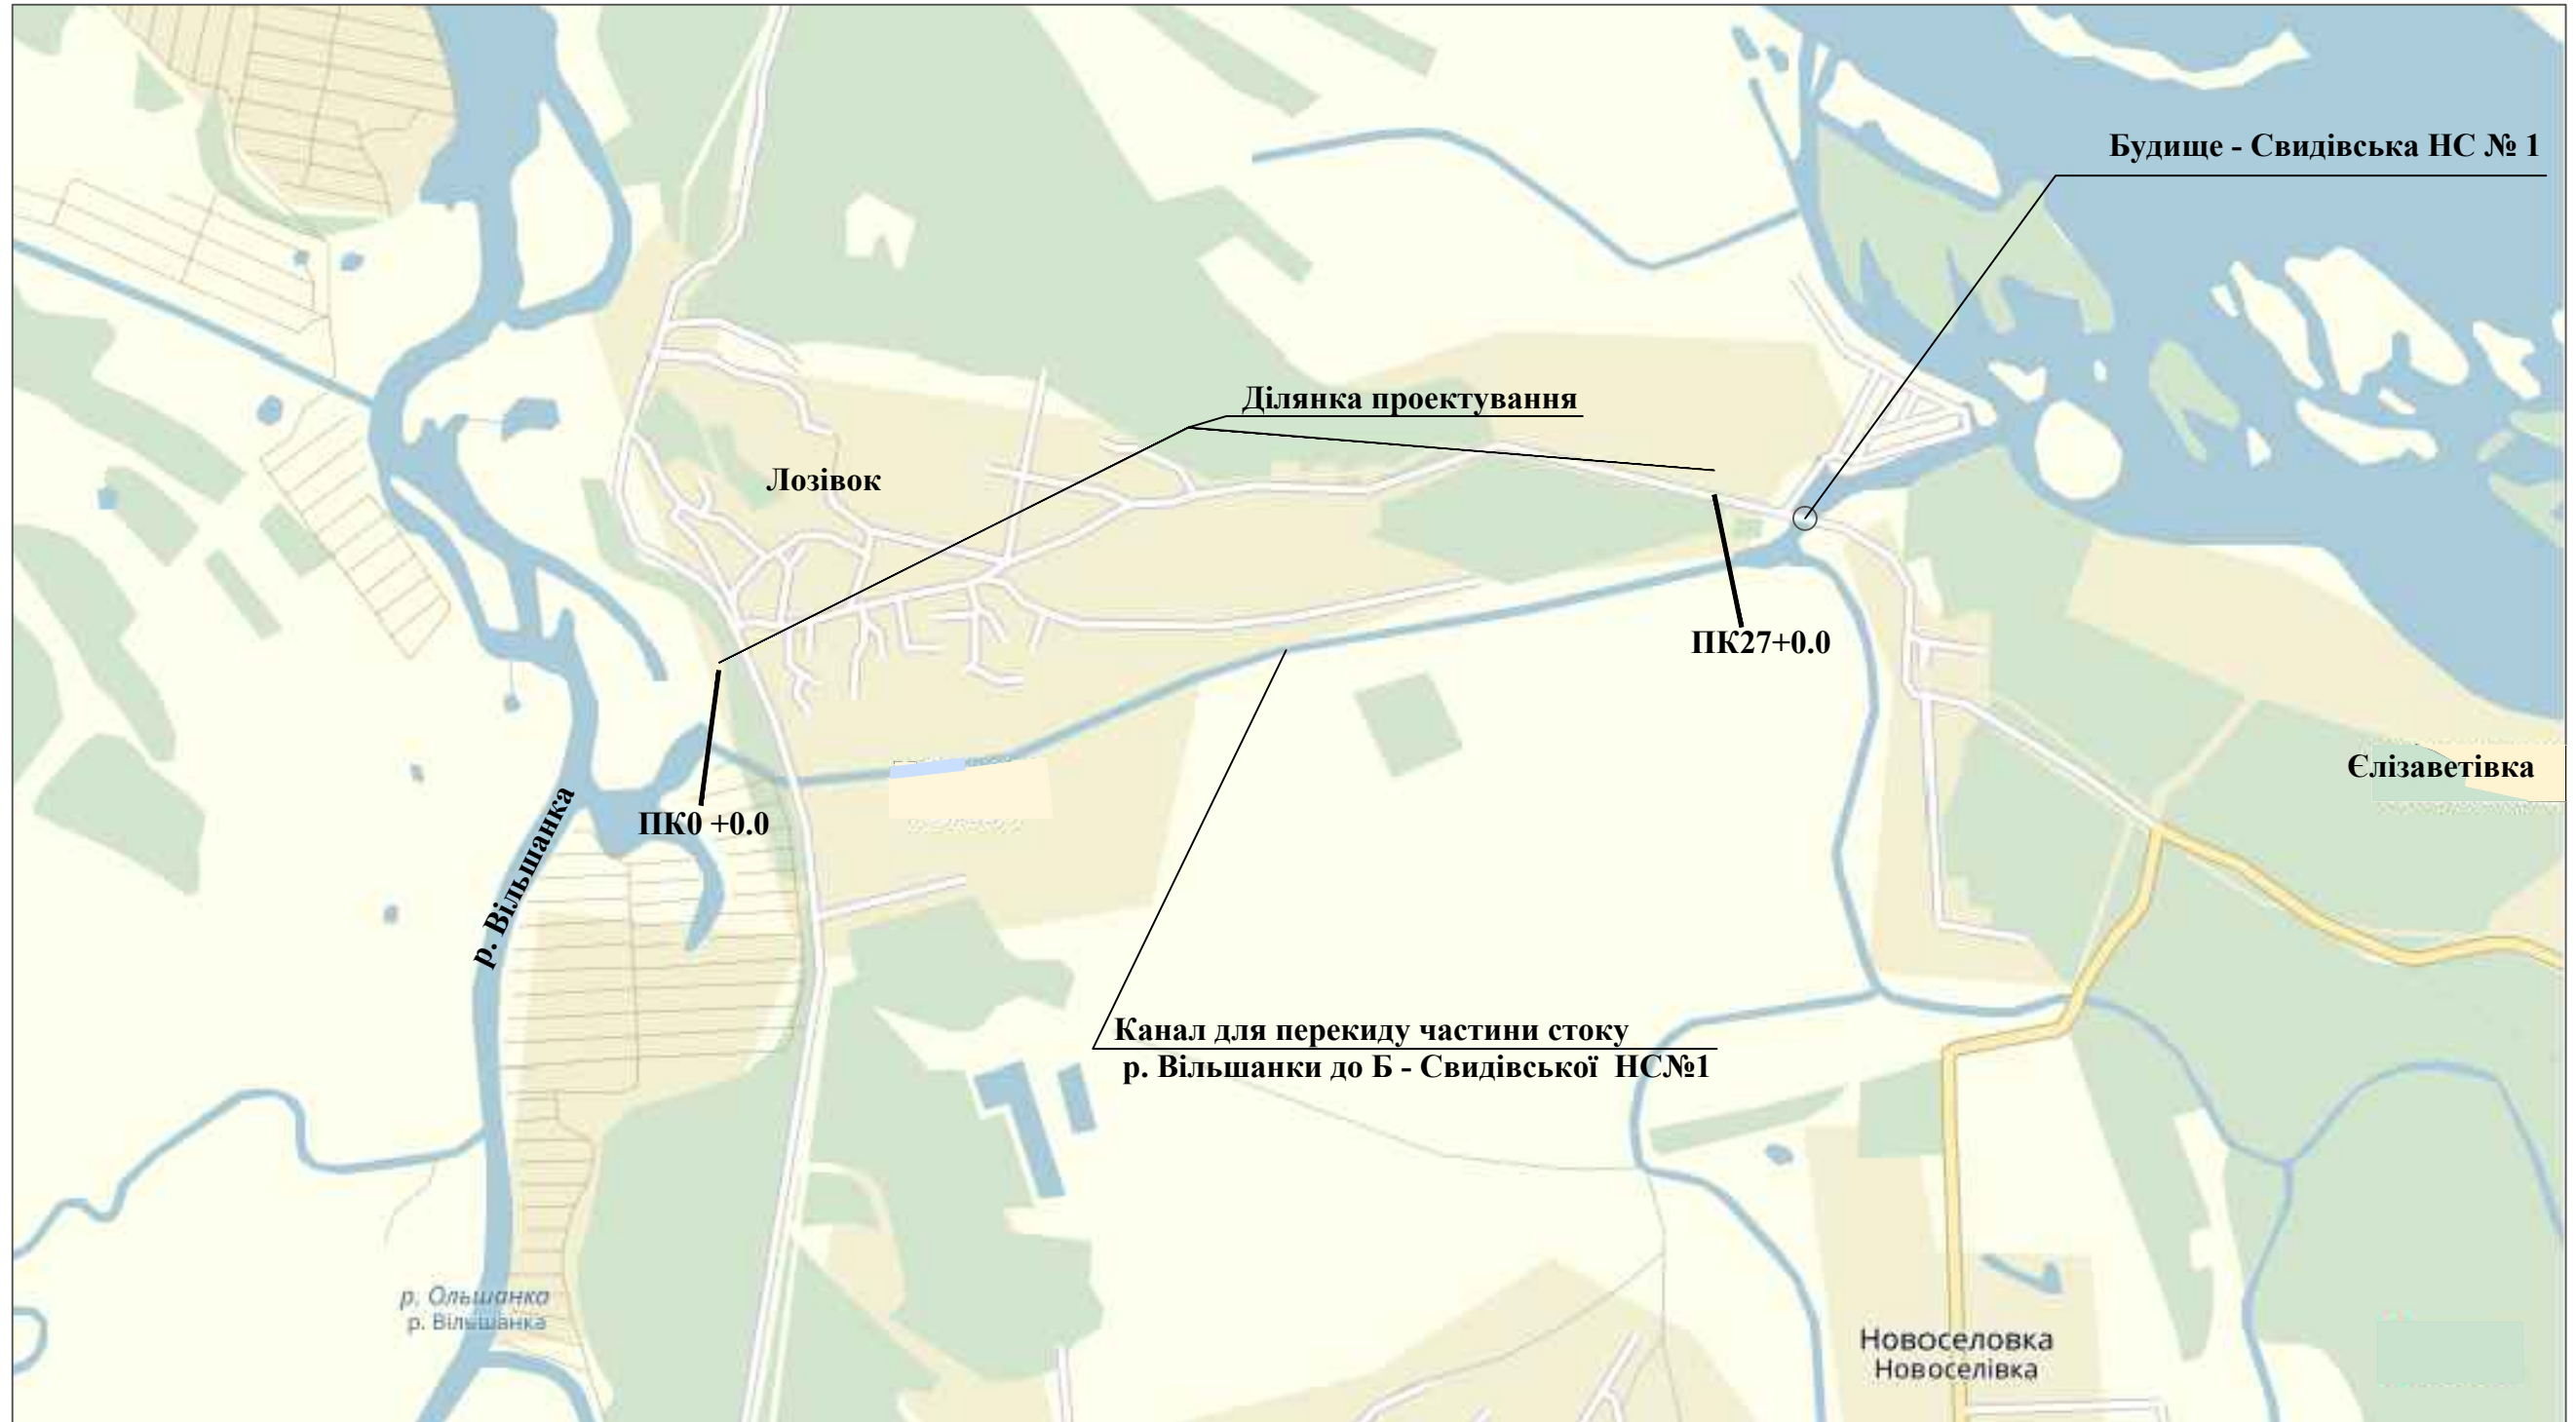 Будище - Свидівська НС № 1
Ділянка проектування
Лозівок
ПК27+0.0
Єлізаветівка
ПК0 +0.0
р. Вільшанка
Канал для перекиду частини стоку
р. Вільшанки до Б - Свидівської НС№1
р. Ольшанка
р. Вільшанка
Новоселовка
Новоселівка